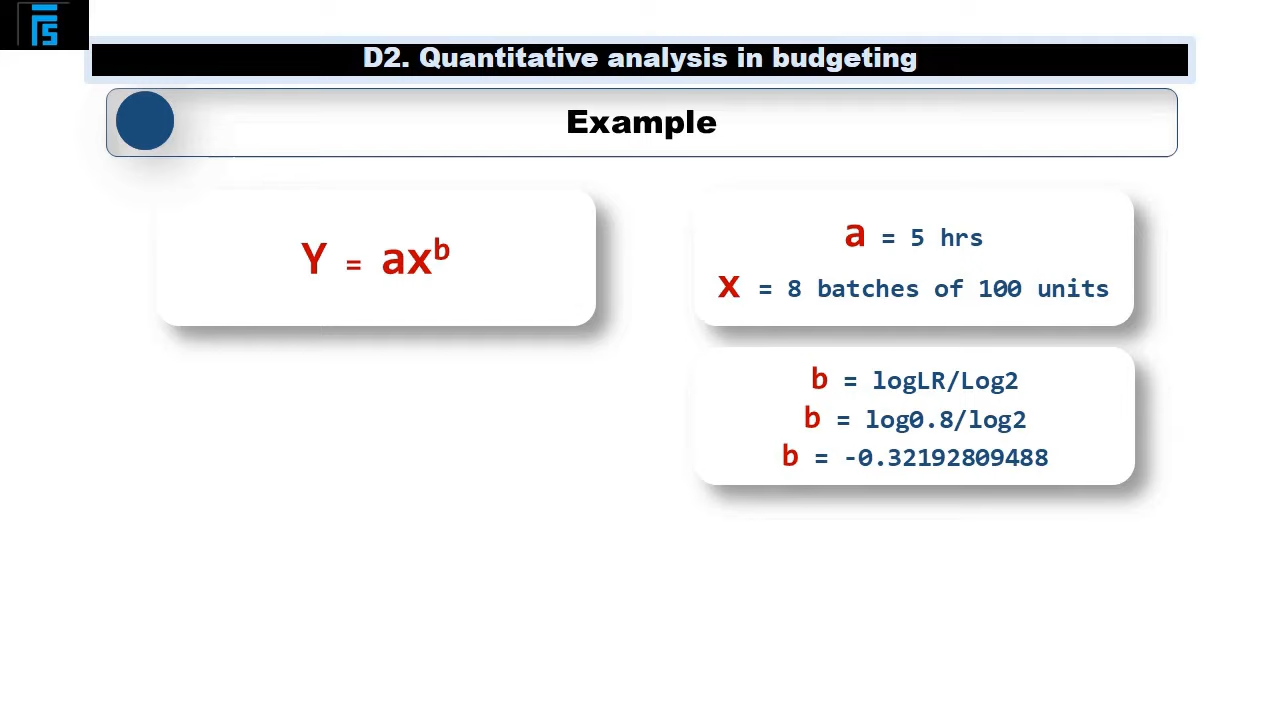 FTS
D2. Quantitative analysis in budgeting
Example
Y = ax^b
a = 5 hrs
x = 8 batches of 100 units
b = logLR/Log2
b = log0.8/log2
b = -0.32192809488